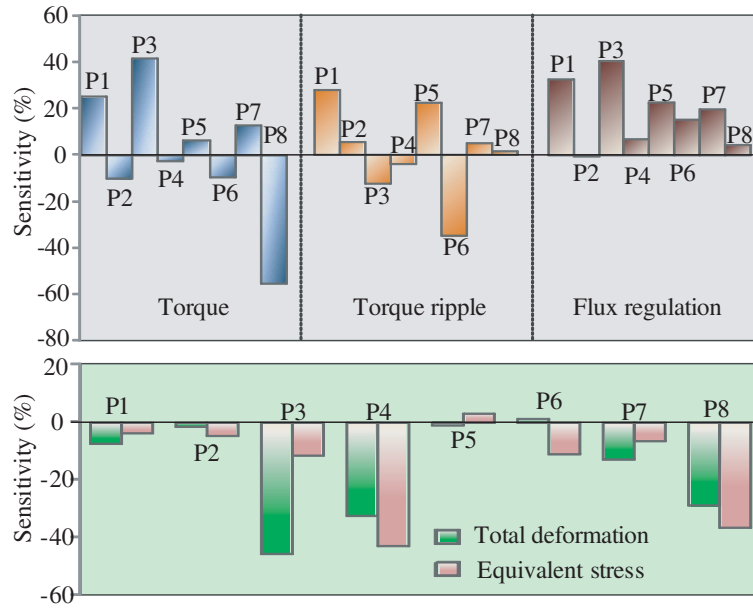 60
40
20
0
-20
-40
-60
-80
Sensitivity (%)
P1
P2
P3
P4
P5
P6
P7
P8
Torque
P1
P2
P3
P4
P5
P6
P7
P8
Torque ripple
P1
P2
P3
P4
P5
P6
P7
P8
Flux regulation
20
0
-20
-40
-60
Sensitivity (%)
P1
P2
P3
P4
P5
P6
P7
P8
Total deformation
Equivalent stress